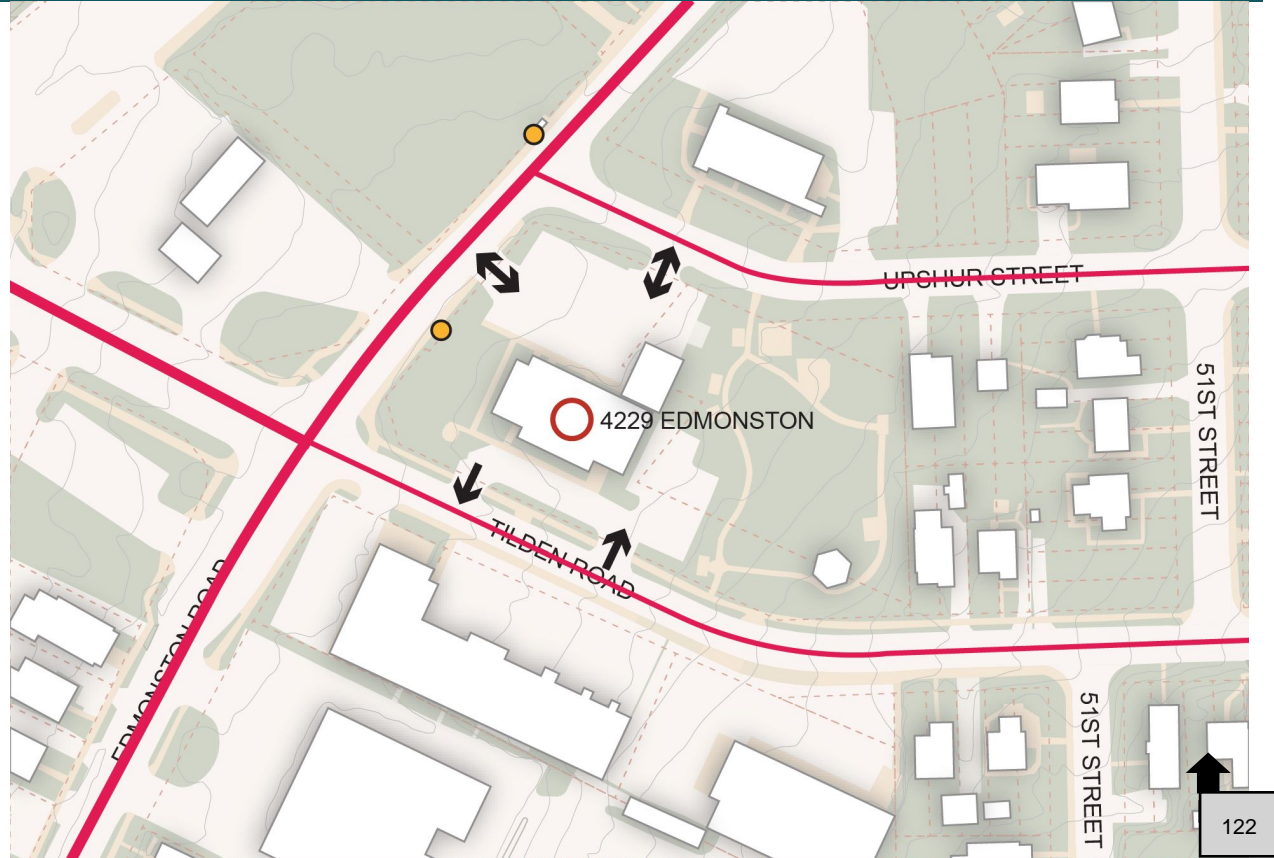 UPSHUR STREET
51ST STREET
4229 EDMONSTON
TILDEN ROAD
EDMONSTON ROAD
51ST STREET
122